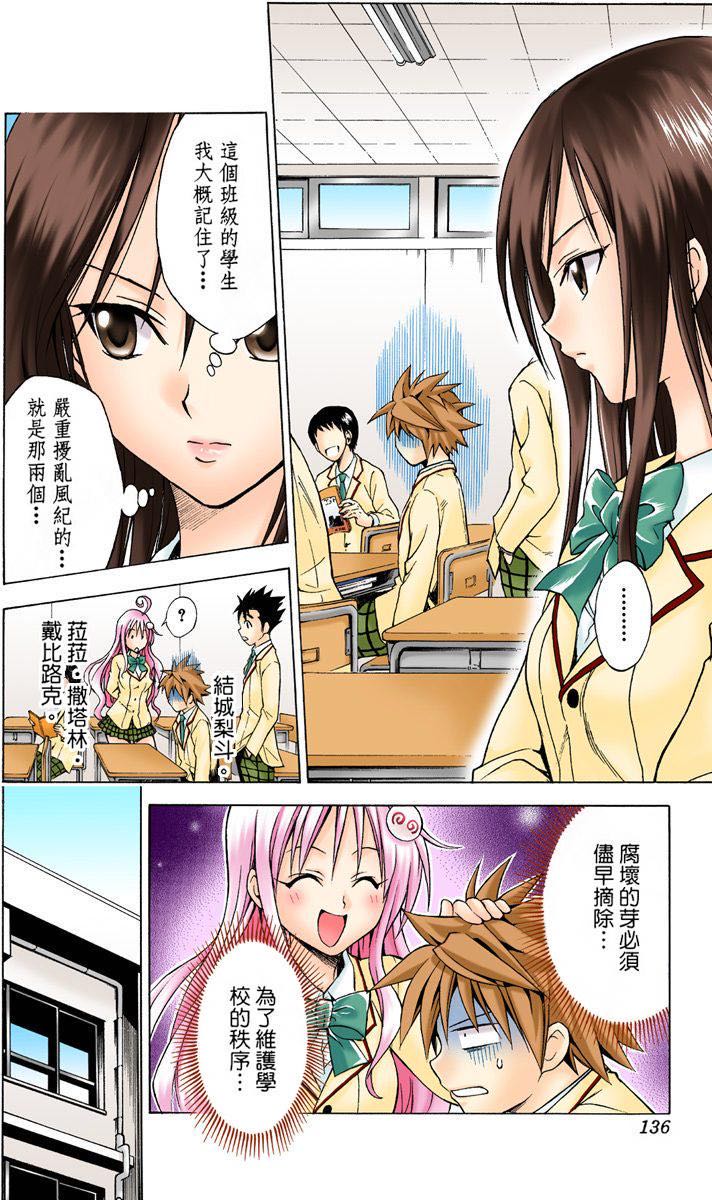 ………
這個班級的學生
我大概記住了…
嚴重擾亂風紀的…
就是那兩個…
?
結城梨斗。
菈菈·撒塔林·
戴比路克。
腐壞的芽必須
儘早摘除…
為了維護學
校的秩序…
136